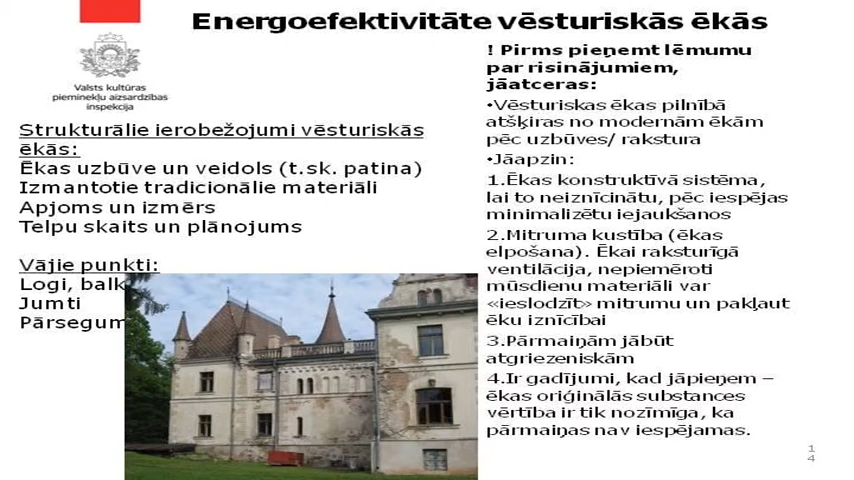 Energoefektivitāte vēsturiskās ēkās
Valsts kultūras
pieminekļu aizsardzības
inspekcija
Strukturālie ierobežojumi vēsturiskās
ēkās:
Ēkas uzbūve un veidols (t.sk. patina)
Izmantotie tradicionālie materiāli
Apjoms un izmērs
Telpu skaits un plānojums
Vājie punkti:
Logi, balk
Jumti
Pārsegum
! Pirms pieņemt lēmumu
par risinājumiem,
jāatceras:
•Vēsturiskas ēkas pilnībā
atšķiras no modernām ēkām
pēc uzbūves/ rakstura
•Jāapzin:
1.Ēkas konstruktīvā sistēma,
lai to neiznīcinātu, pēc iespējas
minimalizētu iejaukšanos
2.Mitruma kustība (ēkas
elpošana). Ēkai raksturīgā
ventilācija, nepiemēroti
mūsdienu materiāli var
«ieslodzīt» mitrumu un pakļaut
ēku iznīcībai
3.Pārmaiņām jābūt
atgriezeniskām
4.Ir gadījumi, kad jāpieņem –
ēkas oriģinālās substances
vērtība ir tik nozīmīga, ka
pārmaiņas nav iespējamas.
1
4